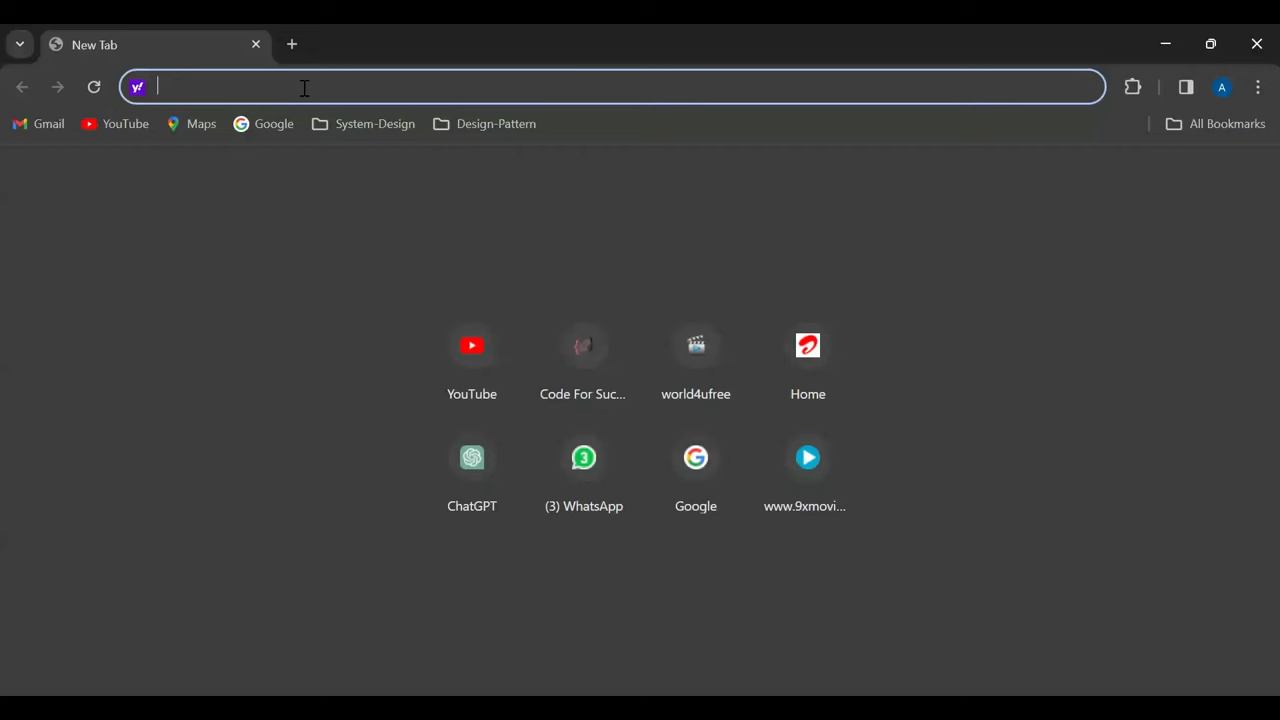 New Tab
y!
A
Gmail YouTube Maps Google System-Design Design-Pattern All Bookmarks
YouTube Code For Suc... world4ufree Home
3
ChatGPT (3) WhatsApp Google www.9xmovi...